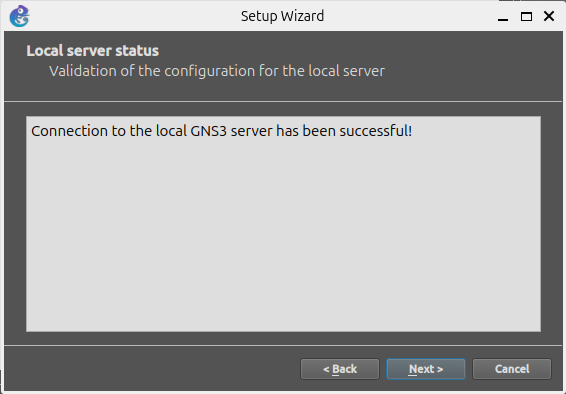 Setup Wizard
Local server status
Validation of the configuration for the local server
Connection to the local GNS3 server has been successful!
< Back
Next >
Cancel